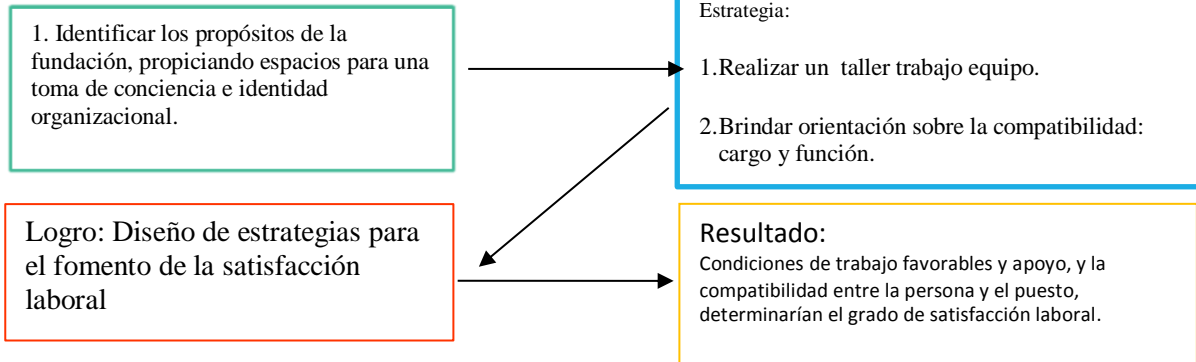 1. Identificar los propósitos de la
fundación, propiciando espacios para una
toma de conciencia e identidad
organizacional.
Estrategia:
1.Realizar un taller trabajo equipo.
2.Brindar orientación sobre la compatibilidad:
cargo y función.
Logro: Diseño de estrategias para
el fomento de la satisfacción
laboral
Resultado:
Condiciones de trabajo favorables y apoyo, y la
compatibilidad entre la persona y el puesto,
determinarían el grado de satisfacción laboral.